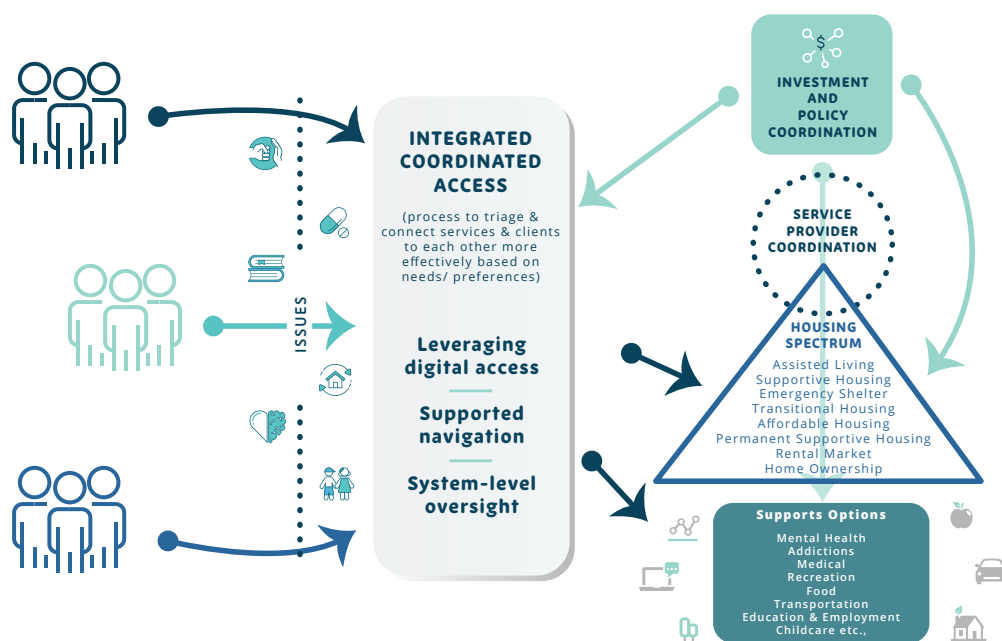 ISSUES
INTEGRATED
COORDINATED
ACCESS
(process to triage &
connect services & clients
to each other more
effectively based on
needs/ preferences)
Leveraging
digital access
Supported
navigation
System-level
oversight
$
INVESTMENT
AND
POLICY
COORDINATION
SERVICE
PROVIDER
COORDINATION
HOUSING
SPECTRUM
Assisted Living
Supportive Housing
Emergency Shelter
Transitional Housing
Affordable Housing
Permanent Supportive Housing
Rental Market
Home Ownership
Supports Options
Mental Health
Addictions
Medical
Recreation
Food
Transportation
Education & Employment
Childcare etc.,